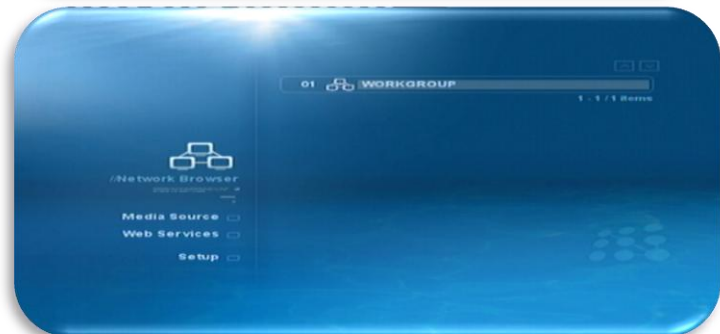 01 WORKGROUP
1 - 1 / 1 items
//Network Browser
Media Source
Web Services
Setup